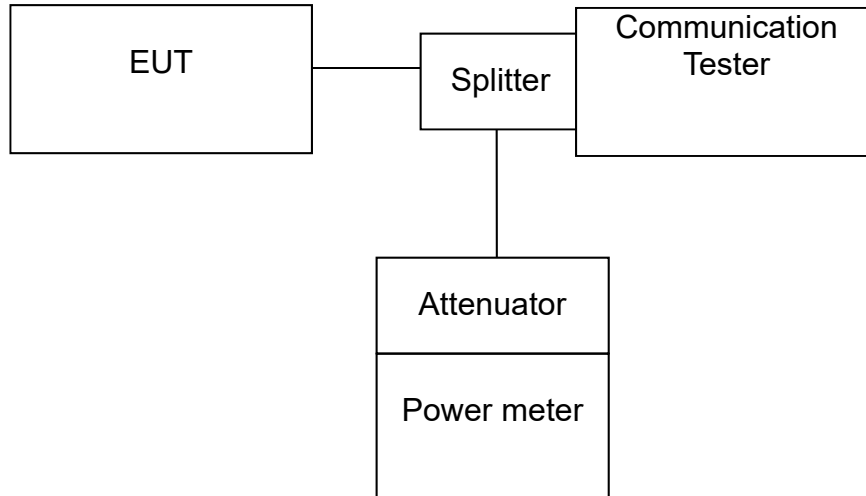 EUT
Splitter
Communication
Tester
Attenuator
Power meter